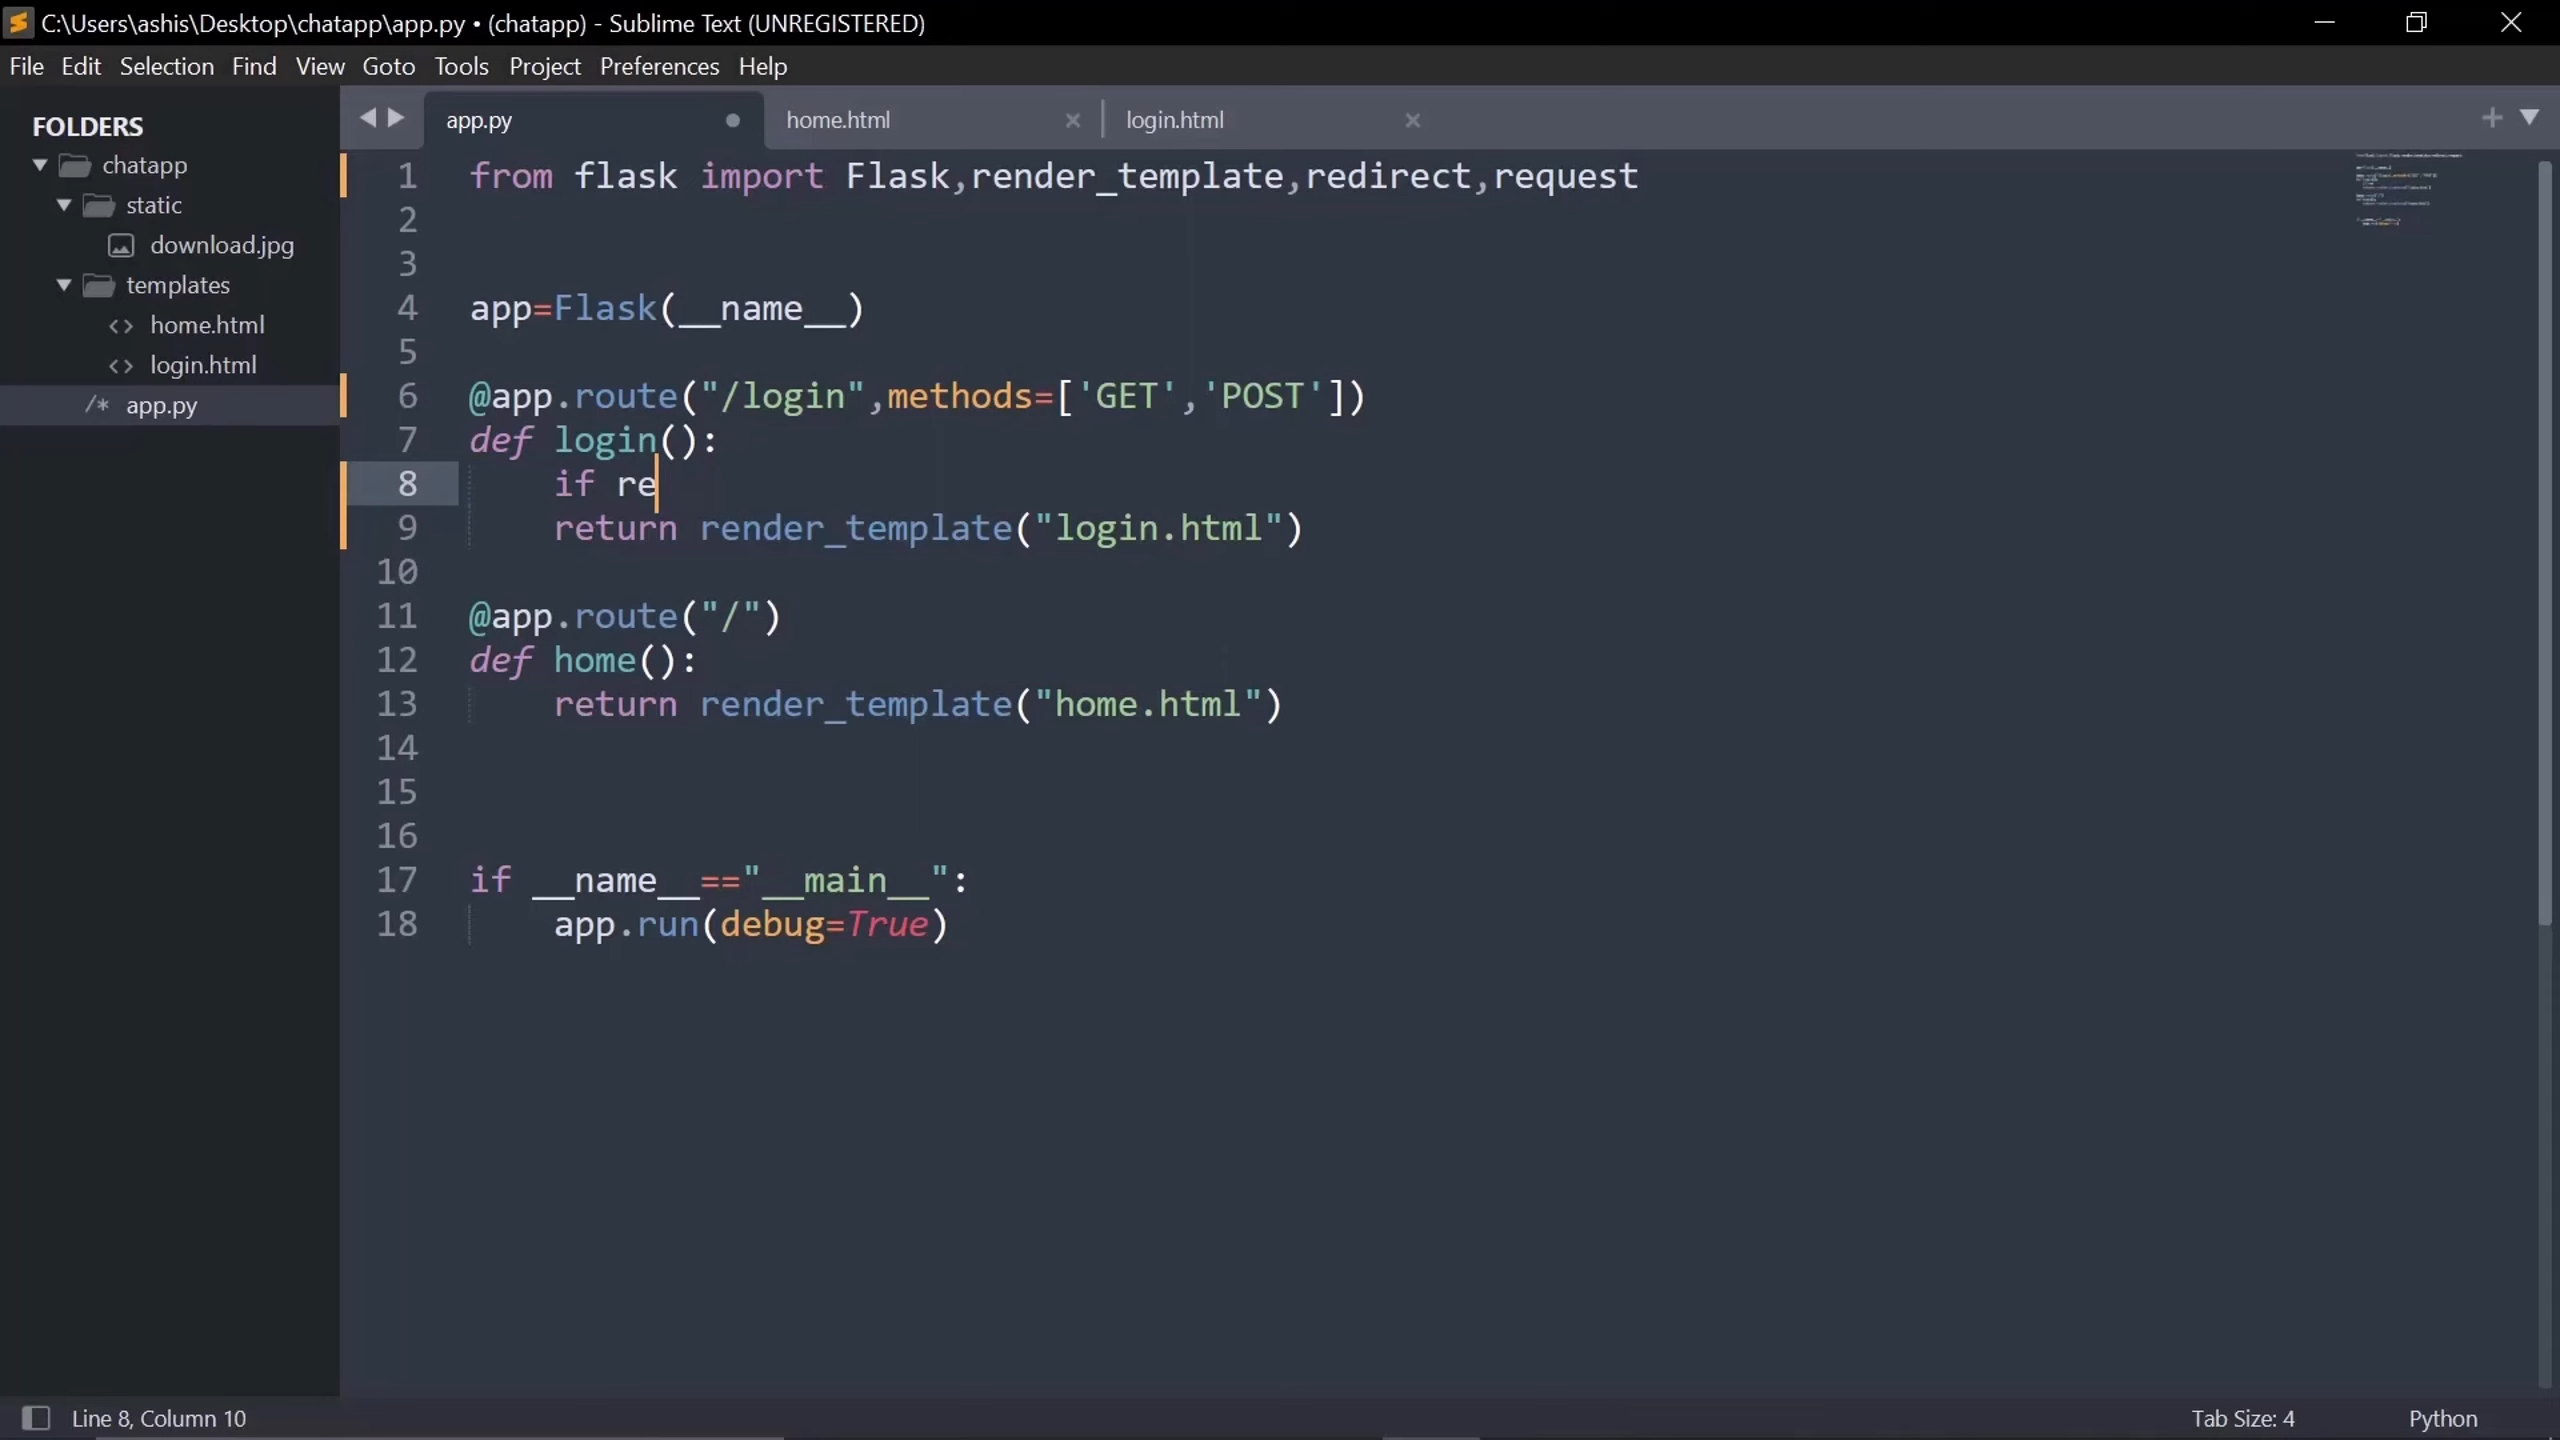 C:\Users\ashis\Desktop\chatapp\app.py • (chatapp) - Sublime Text (UNREGISTERED)
File Edit Selection Find View Goto Tools Project Preferences Help
FOLDERS
chatapp
static
download.jpg
templates
home.html
login.html
/* app.py
app.py home.html login.html
1 from flask import Flask,render_template,redirect,request
2
3
4 app=Flask(__name__)
5
6 @app.route("/login",methods=['GET','POST'])
7 def login():
8     if re
9     return render_template("login.html")
10
11 @app.route("/")
12 def home():
13     return render_template("home.html")
14
15
16
17 if __name__=="__main__":
18     app.run(debug=True)
Line 8, Column 10
Tab Size: 4 Python